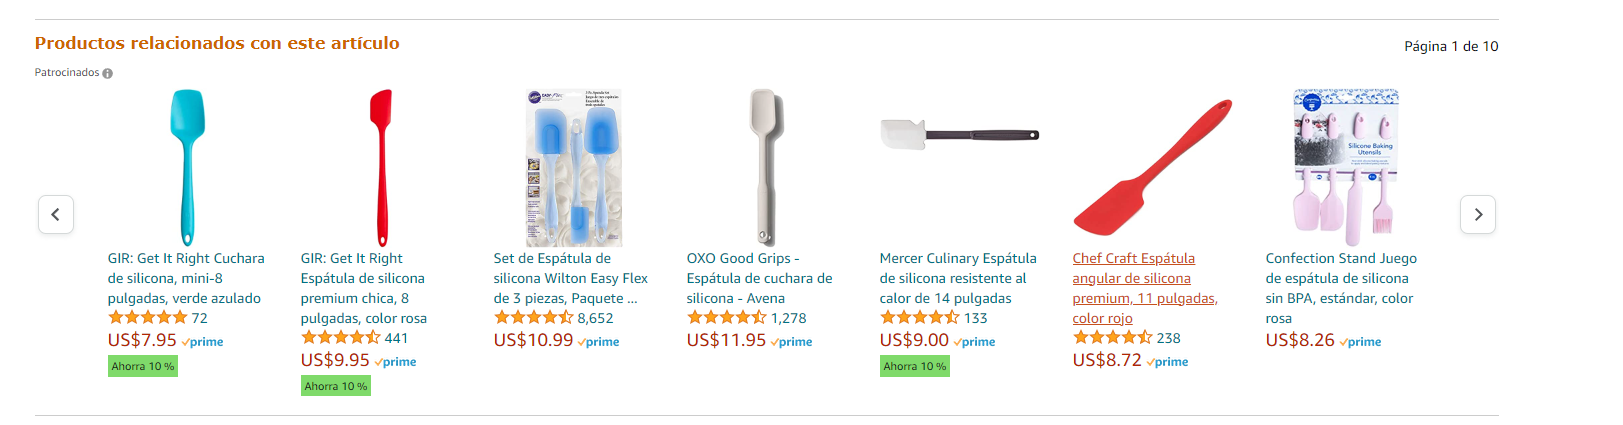 Productos relacionados con este artículo
Página 1 de 10
Patrocinados
GIR: Get It Right Cuchara
de silicona, mini-8
pulgadas, verde azulado
72
US$7.95 prime
Ahorra 10 %
GIR: Get It Right
Espátula de silicona
premium chica, 8
pulgadas, color rosa
441
US$9.95 prime
Ahorra 10 %
Set de Espátula de
silicona Wilton Easy Flex
de 3 piezas, Paquete ...
8,652
US$10.99 prime
OXO Good Grips -
Espátula de cuchara de
silicona - Avena
1,278
US$11.95 prime
Mercer Culinary Espátula
de silicona resistente al
calor de 14 pulgadas
133
US$9.00 prime
Ahorra 10 %
Chef Craft Espátula
angular de silicona
premium, 11 pulgadas,
color rojo
238
US$8.72 prime
Silicone Baking
Utensils
Confection Stand Juego
de espátula de silicona
sin BPA, estándar, color
rosa
US$8.26 prime